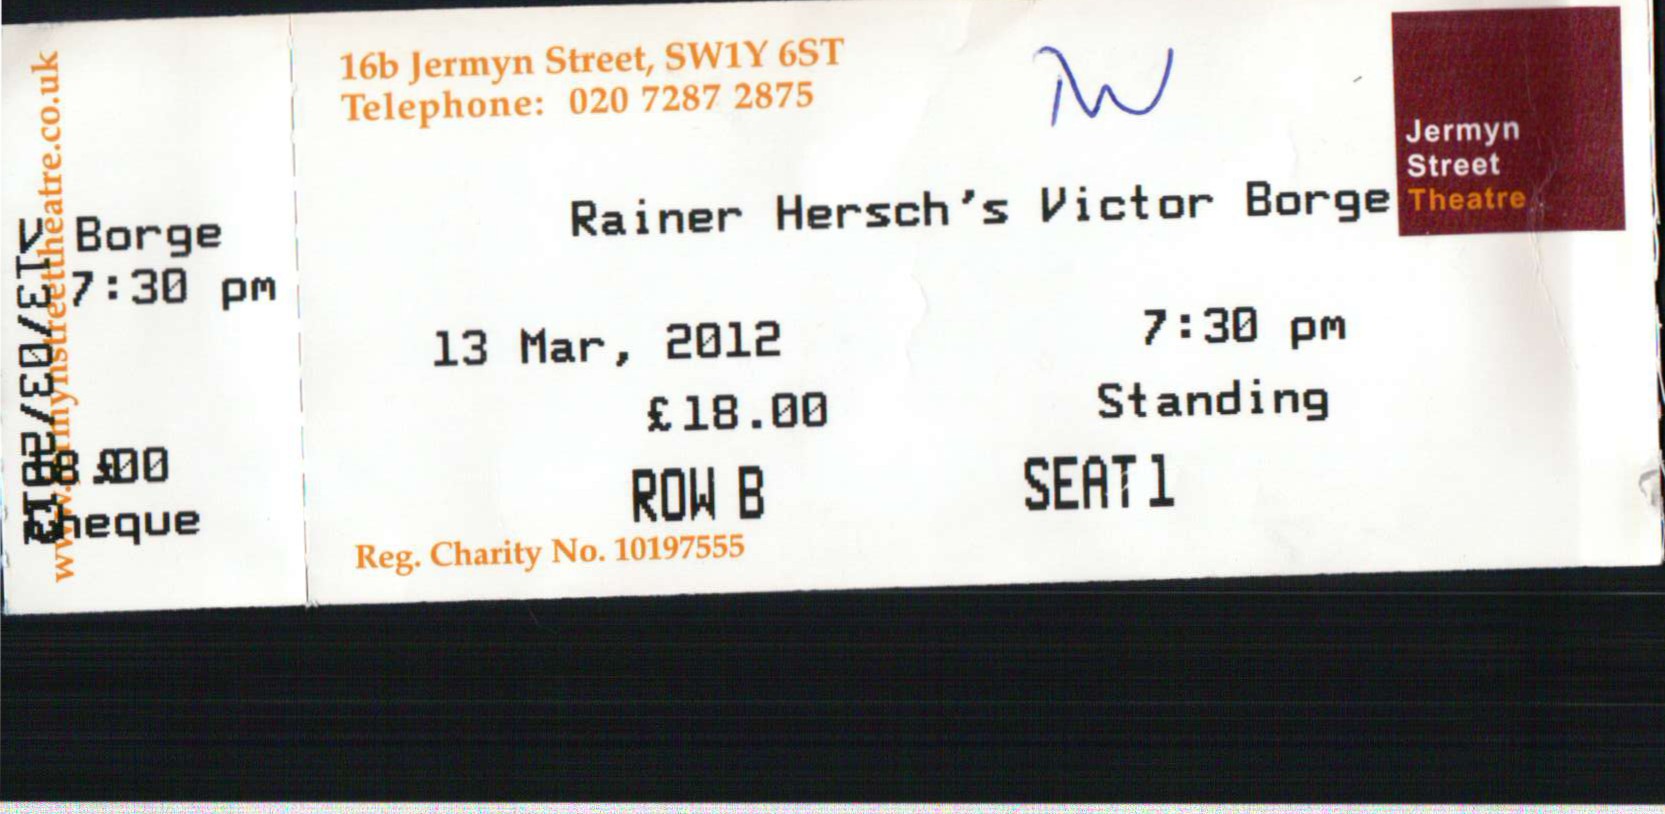 www.jermynstreettheatre.co.uk
13/03/2012
Borge
7:30 pm
Cheque
16b Jermyn Street, SW1Y 6ST
Telephone: 020 7287 2875
Jermyn
Street
Theatre
Rainer Hersch's Victor Borge
13 Mar, 2012
7:30 pm
£18.00
Standing
ROW B
SEAT 1
Reg. Charity No. 10197555